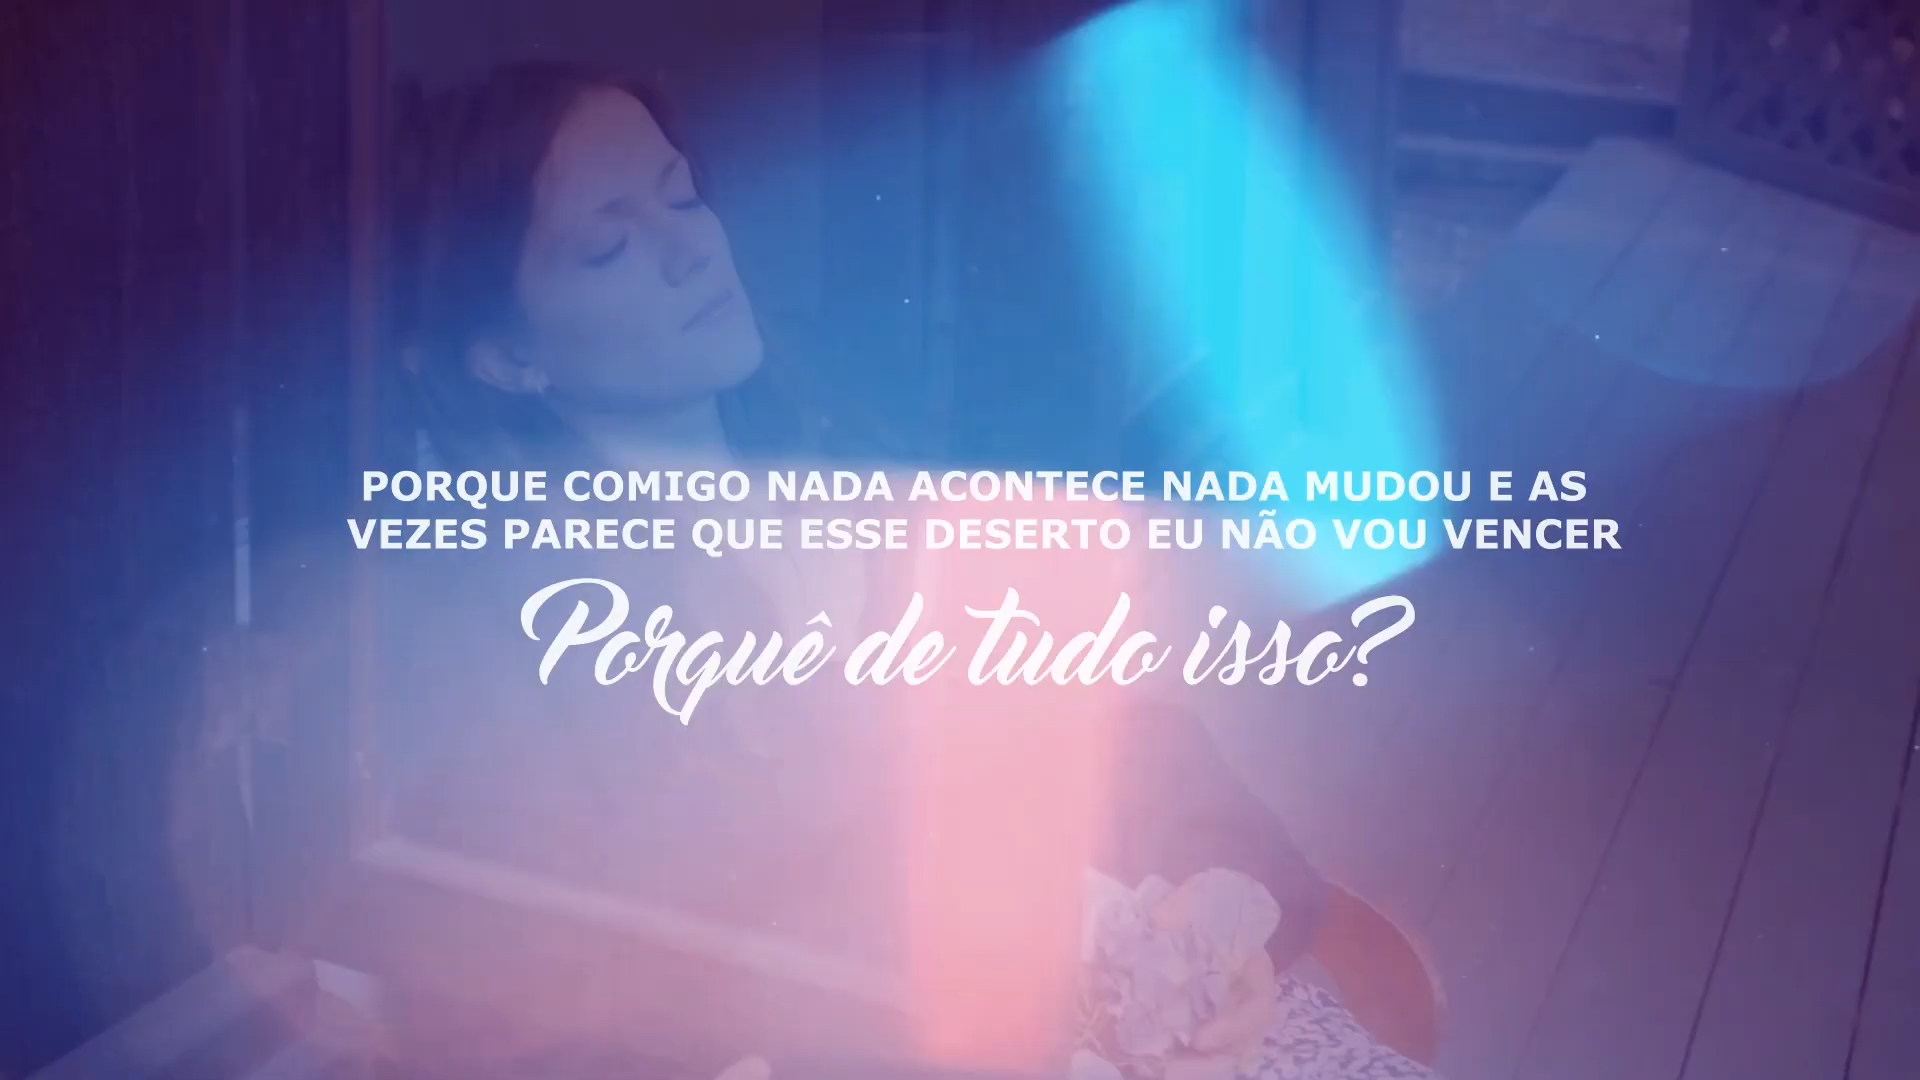 PORQUE COMIGO NADA ACONTECE NADA MUDOU E AS
VEZES PARECE QUE ESSE DESERTO EU NÃO VOU VENCER
Porquê de tudo isso?